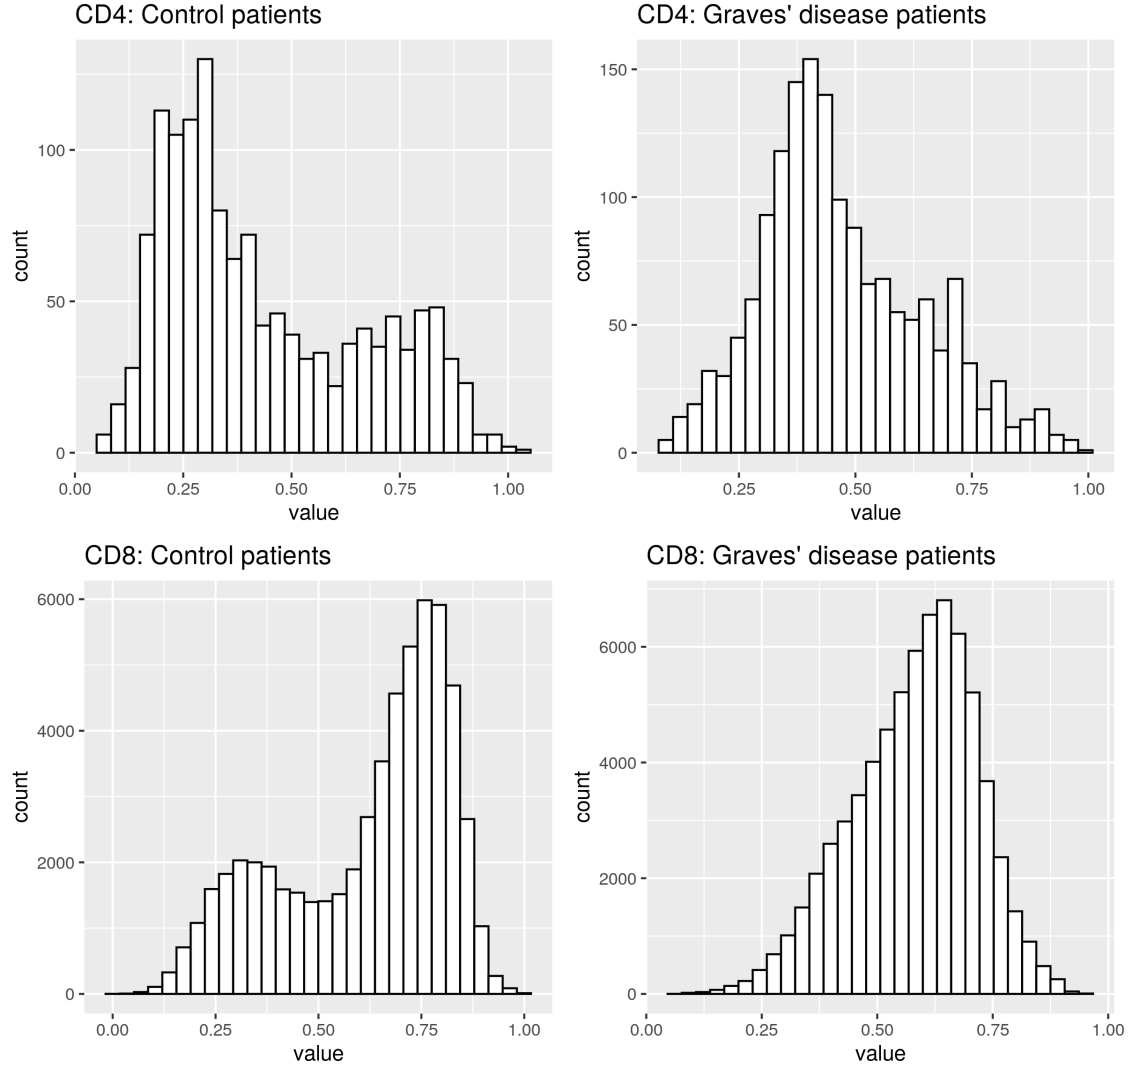 CD4: Control patients
100
50
0
count
0.00 0.25 0.50 0.75 1.00
value
CD4: Graves' disease patients
150
100
50
0
count
0.25 0.50 0.75 1.00
value
CD8: Control patients
6000
4000
2000
0
count
0.00 0.25 0.50 0.75 1.00
value
CD8: Graves' disease patients
6000
4000
2000
0
count
0.00 0.25 0.50 0.75 1.00
value